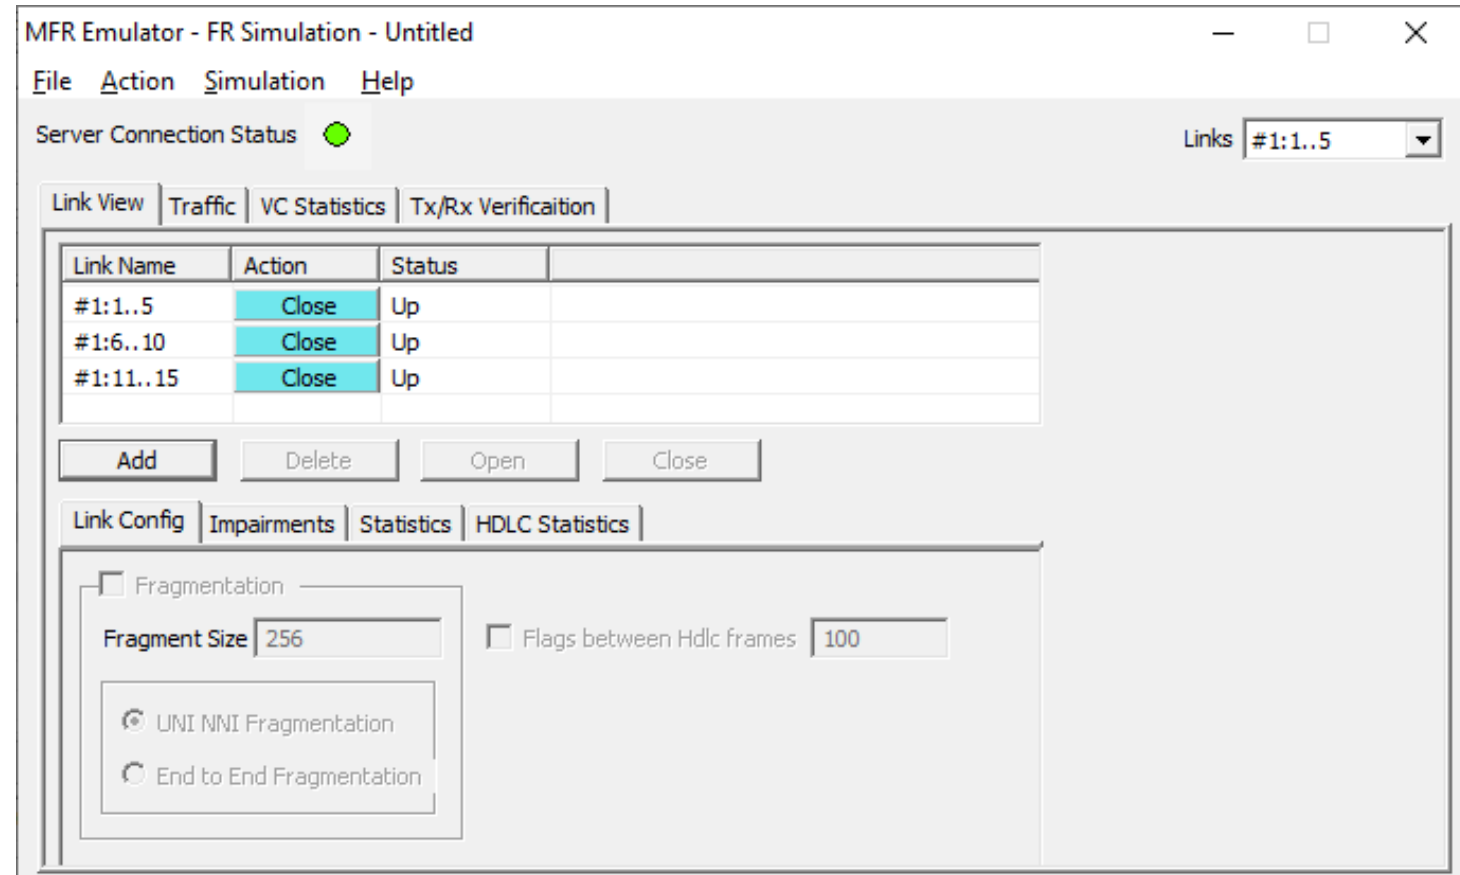 MFR Emulator - FR Simulation - Untitled
File Action Simulation Help
Server Connection Status
Links #1:1..5
Link View Traffic VC Statistics Tx/Rx Verificaition
Link Name Action Status
#1:1..5 Close Up
#1:6..10 Close Up
#1:11..15 Close Up
Add Delete Open Close
Link Config Impairments Statistics HDLC Statistics
Fragmentation
Fragment Size 256 Flags between Hdlc frames 100
UNI NNI Fragmentation
End to End Fragmentation